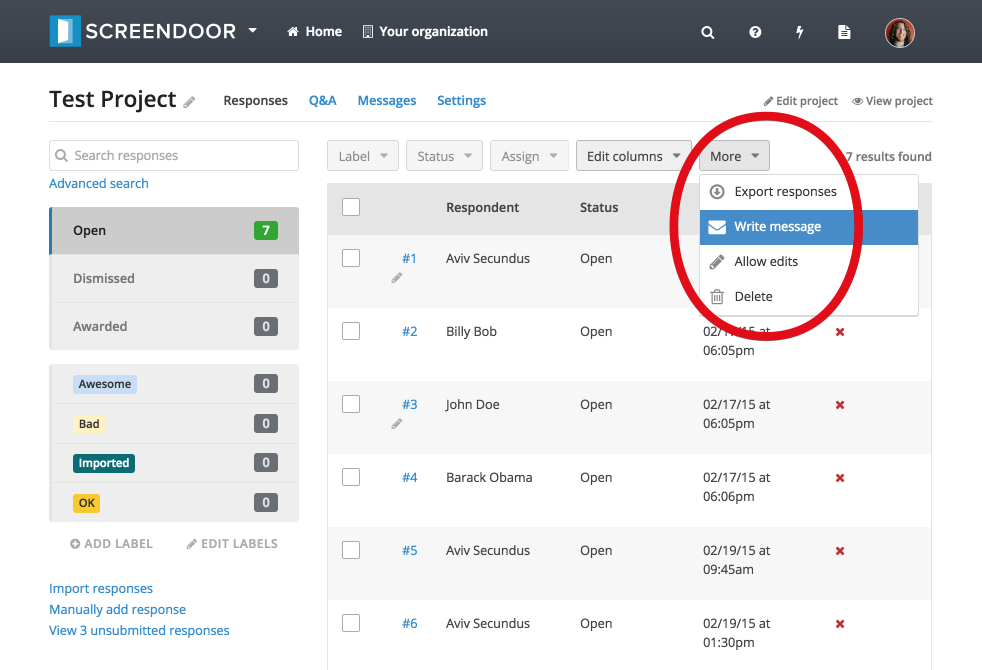 SCREENDOOR Home Your organization
Test Project Responses Q&A Messages Settings Edit project View project
Search responses
Advanced search
Label Status Assign Edit columns More 7 results found
Export responses
Write message
Allow edits
Delete
Open 7
Dismissed 0
Awarded 0
Awesome 0
Bad 0
Imported 0
OK 0
ADD LABEL EDIT LABELS
Import responses
Manually add response
View 3 unsubmitted responses
Respondent Status
#1 Aviv Secundus Open
#2 Billy Bob Open
06:05pm
#3 John Doe Open 02/17/15 at
06:05pm
#4 Barack Obama Open 02/17/15 at
06:06pm
#5 Aviv Secundus Open 02/19/15 at
09:45am
#6 Aviv Secundus Open 02/19/15 at
01:30pm